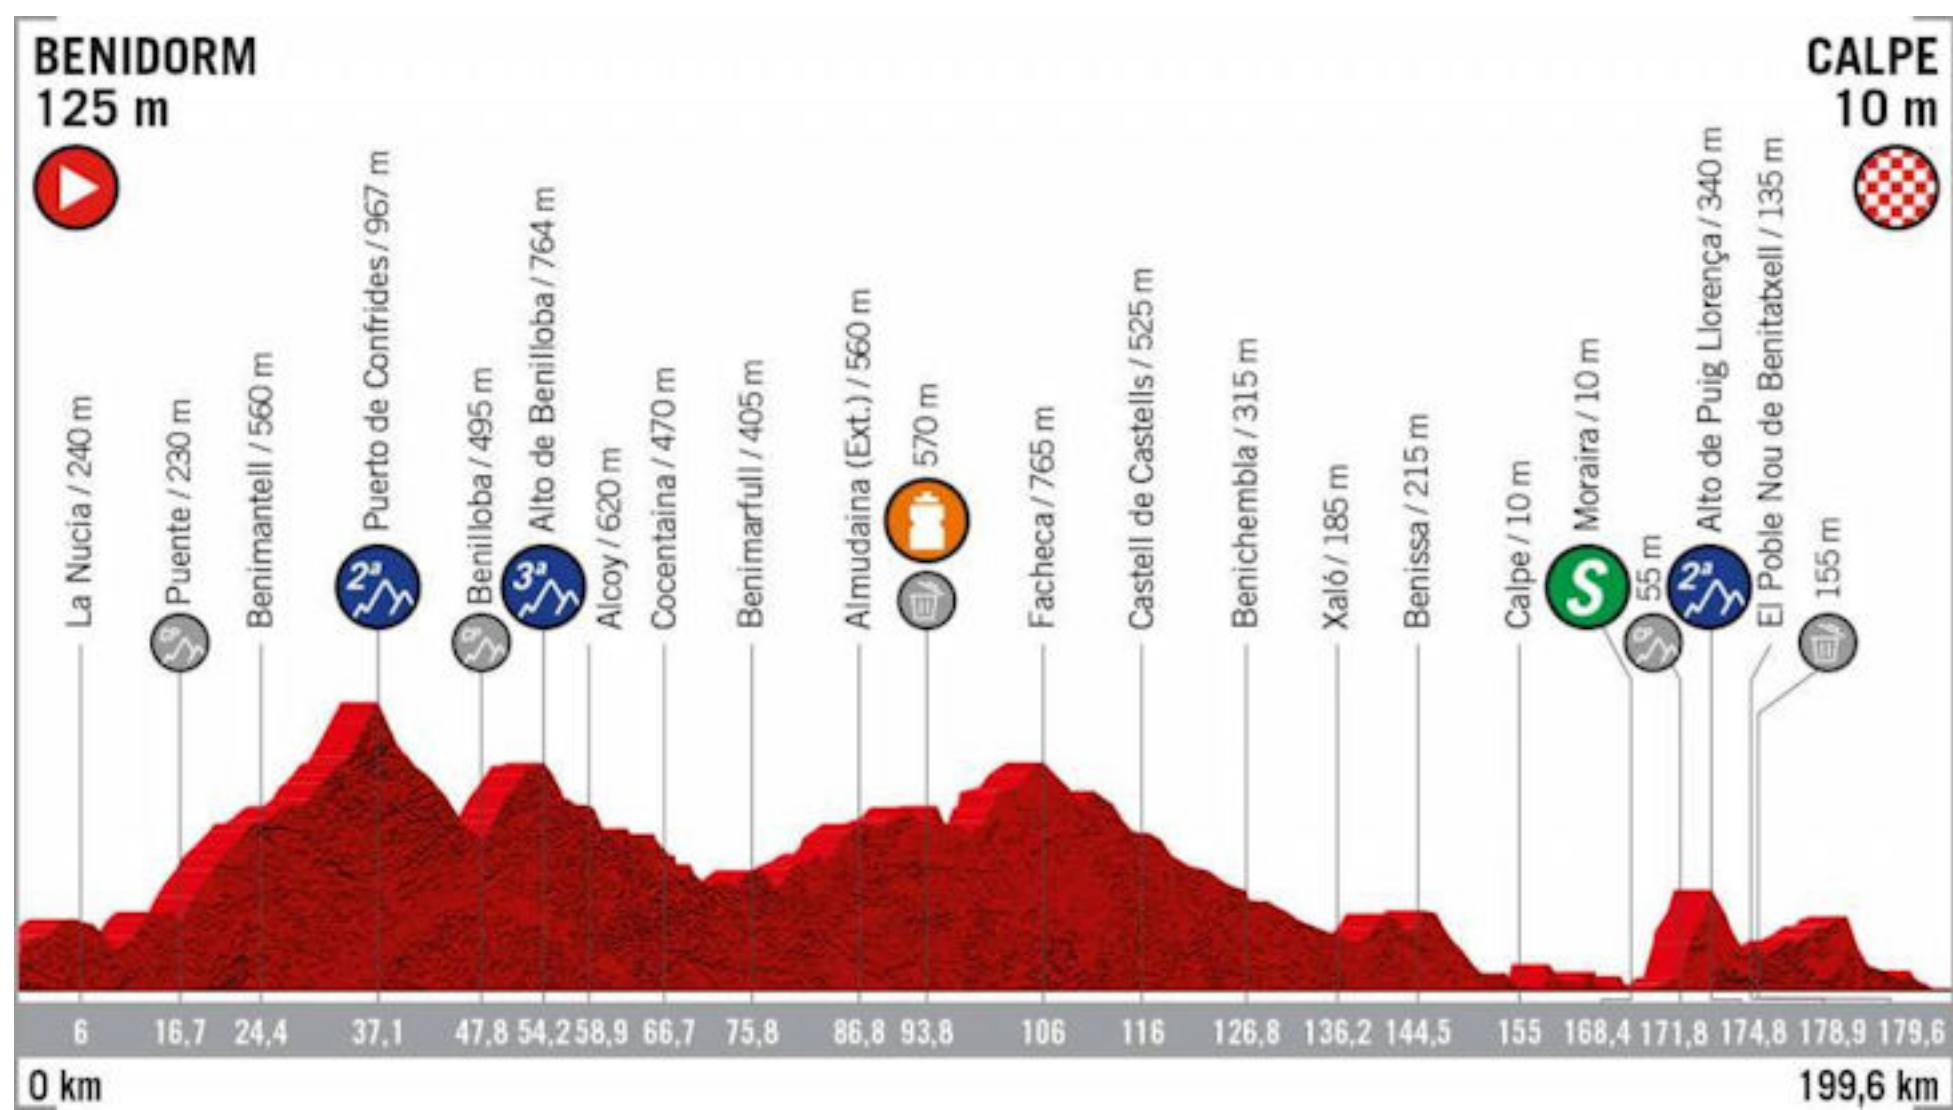 BENIDORM
125 m
CALPE
10 m
La Nucia / 240 m
Puente / 230 m
CP
Benimantell / 560 m
Puerto de Confrides / 967 m
2ª
Benilloba / 495 m
CP
Alto de Benilloba / 764 m
3ª
Alcoy / 620 m
Cocentaina / 470 m
Benimarfull / 405 m
Almudaina (Ext.) / 560 m
570 m
Facheca / 765 m
Castell de Castells / 525 m
Benichembla / 315 m
Xaló / 185 m
Benissa / 215 m
Calpe / 10 m
Moraira / 10 m
S
55 m
CP
Alto de Puig Llorença / 340 m
2ª
El Poble Nou de Benitatxell / 135 m
155 m
6 16,7 24,4 37,1 47,8 54,2 58,9 66,7 75,8 86,8 93,8 106 116 126,8 136,2 144,5 155 168,4 171,8 174,8 178,9 179,6
0 km
199,6 km